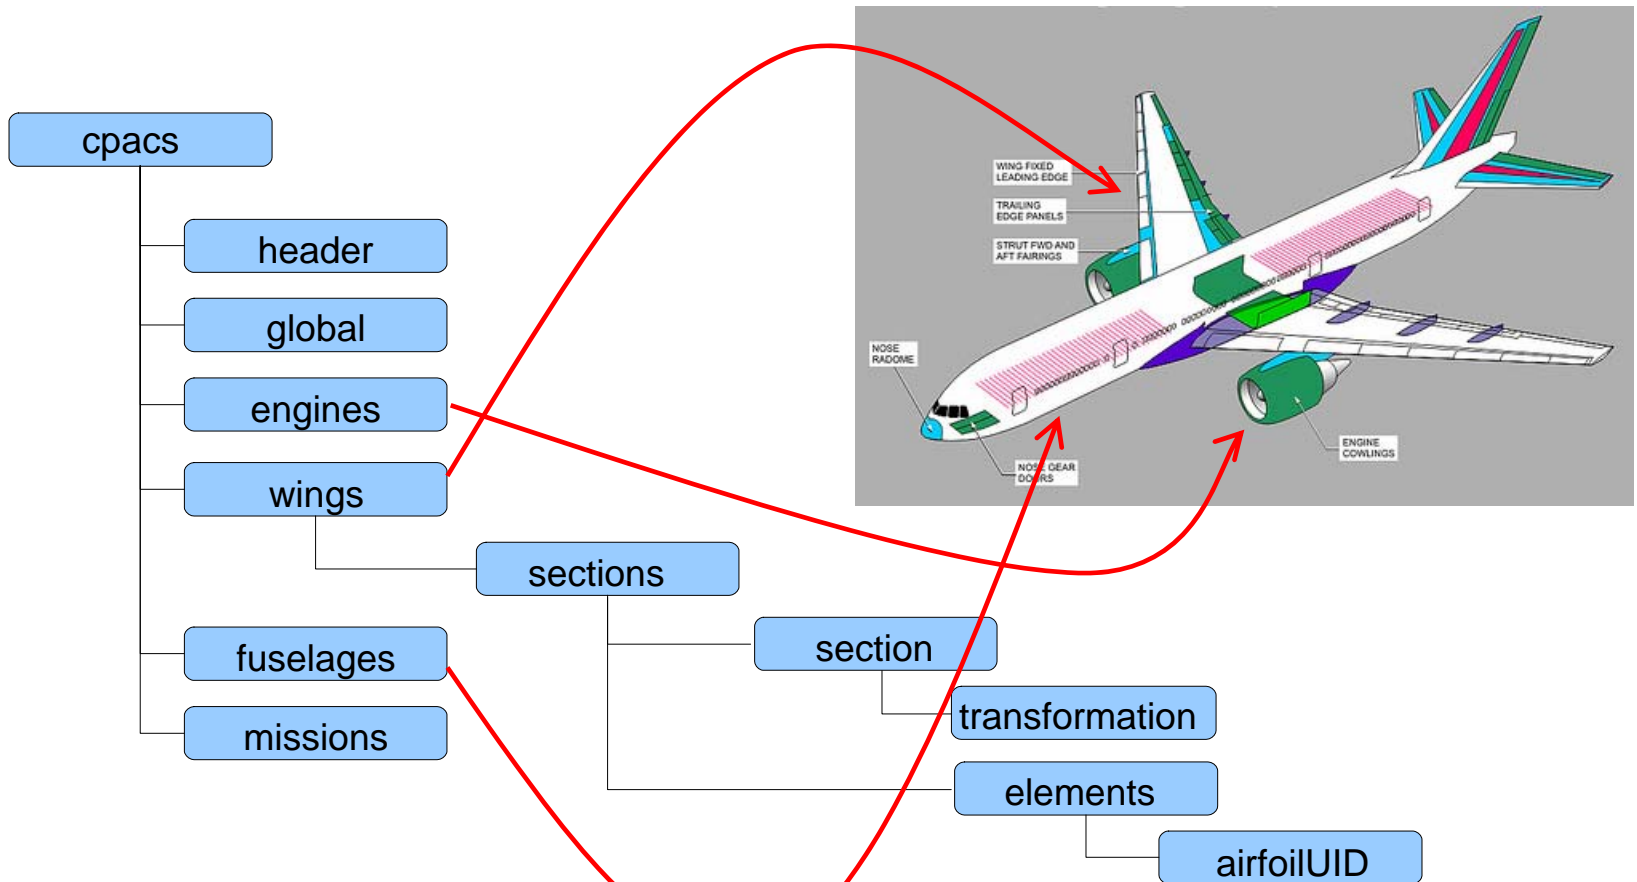 cpacs
header
global
engines
wings
sections
fuselages
section
transformation
missions
elements
airfoilUID
WING FIXED
LEADING EDGE
TRAILING
EDGE PANELS
STRUT FWD AND
AFT FAIRINGS
NOSE
RADOME
NOSE GEAR
DOORS
ENGINE
COWLINGS